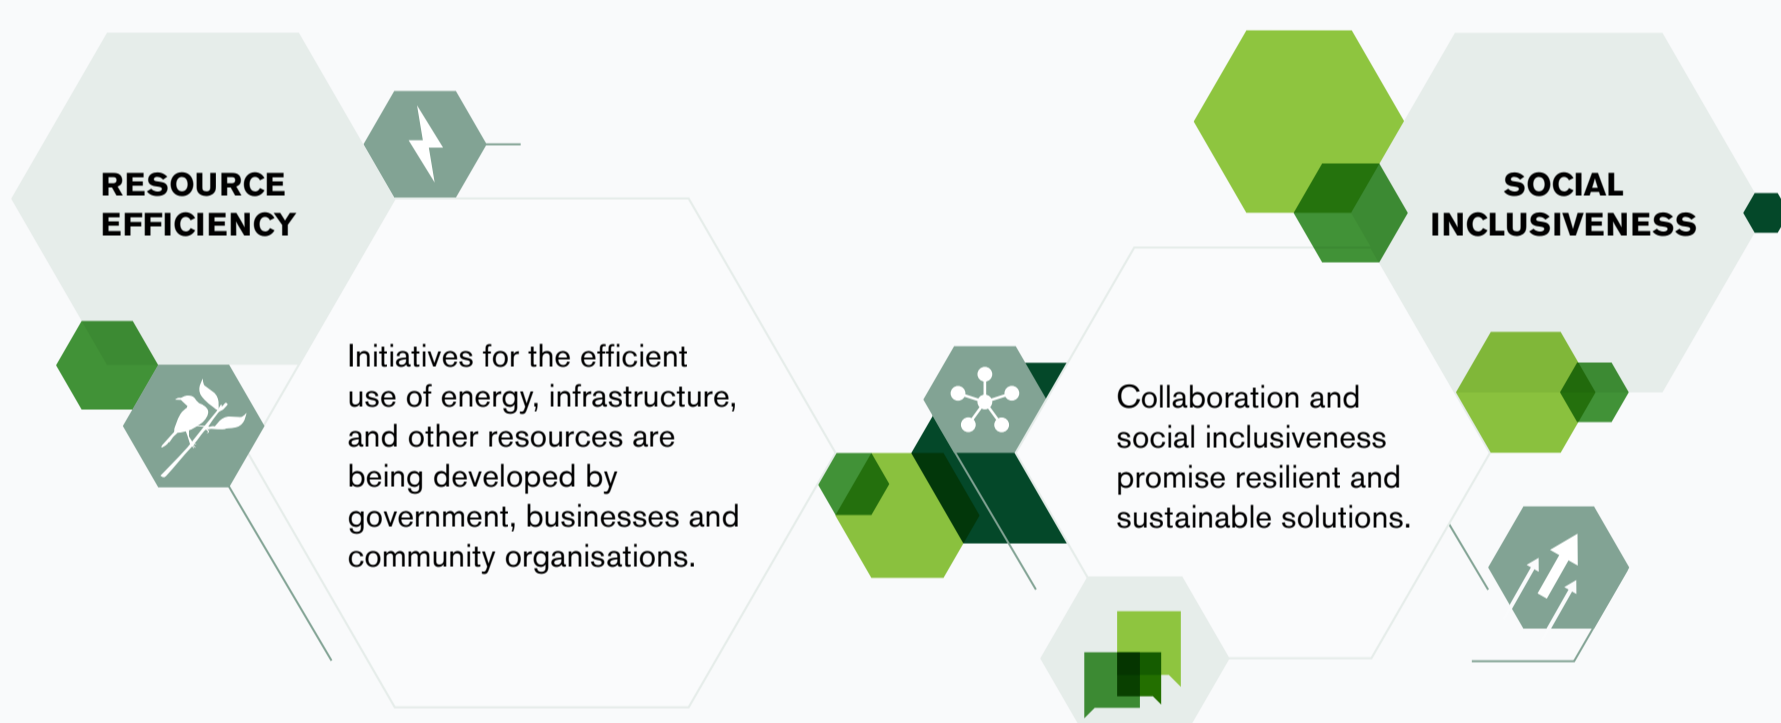 RESOURCE
EFFICIENCY
Initiatives for the efficient
use of energy, infrastructure,
and other resources are
being developed by
government, businesses and
community organisations.
SOCIAL
INCLUSIVENESS
Collaboration and
social inclusiveness
promise resilient and
sustainable solutions.